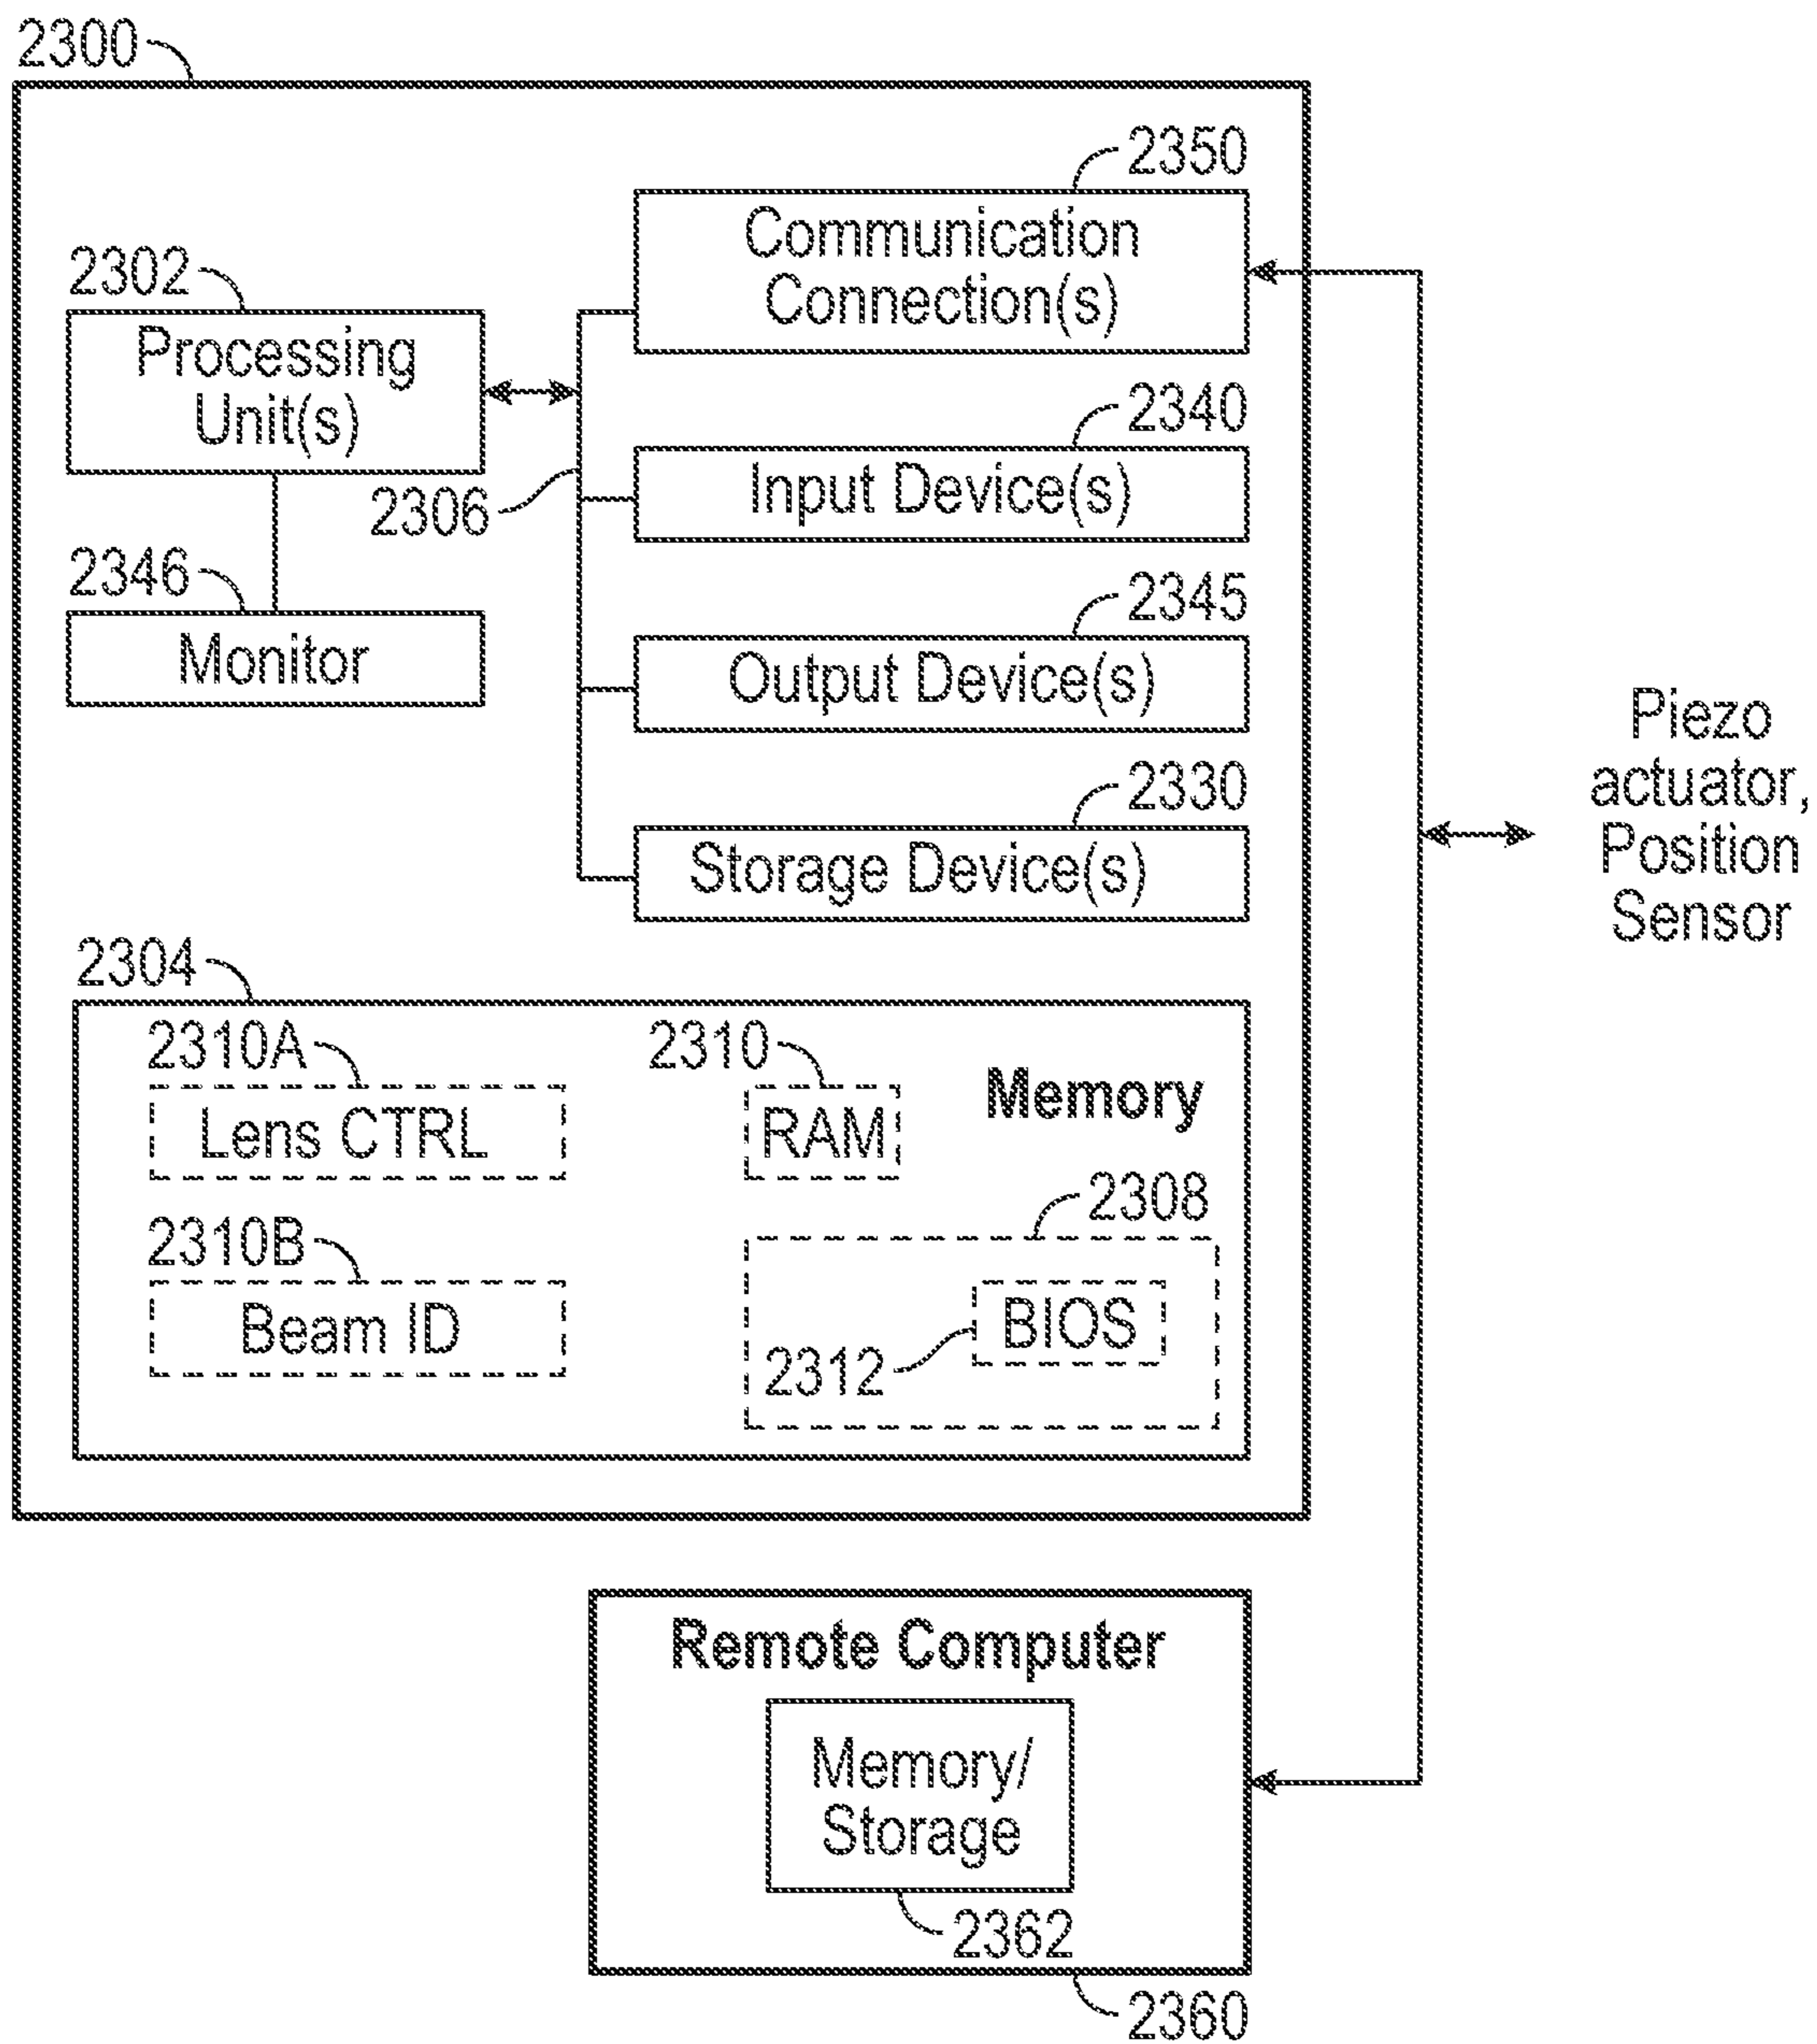 2300
2350
Communication
Connection(s)
2302
Processing
Unit(s)
2340
Input Device(s)
2306
2346
Monitor
2345
Output Device(s)
2330
Storage Device(s)
Piezo
actuator,
Position
Sensor
2304
2310A
Lens CTRL
2310
RAM
Memory
2310B
Beam ID
2308
BIOS
2312
Remote Computer
Memory/
Storage
2362
2360